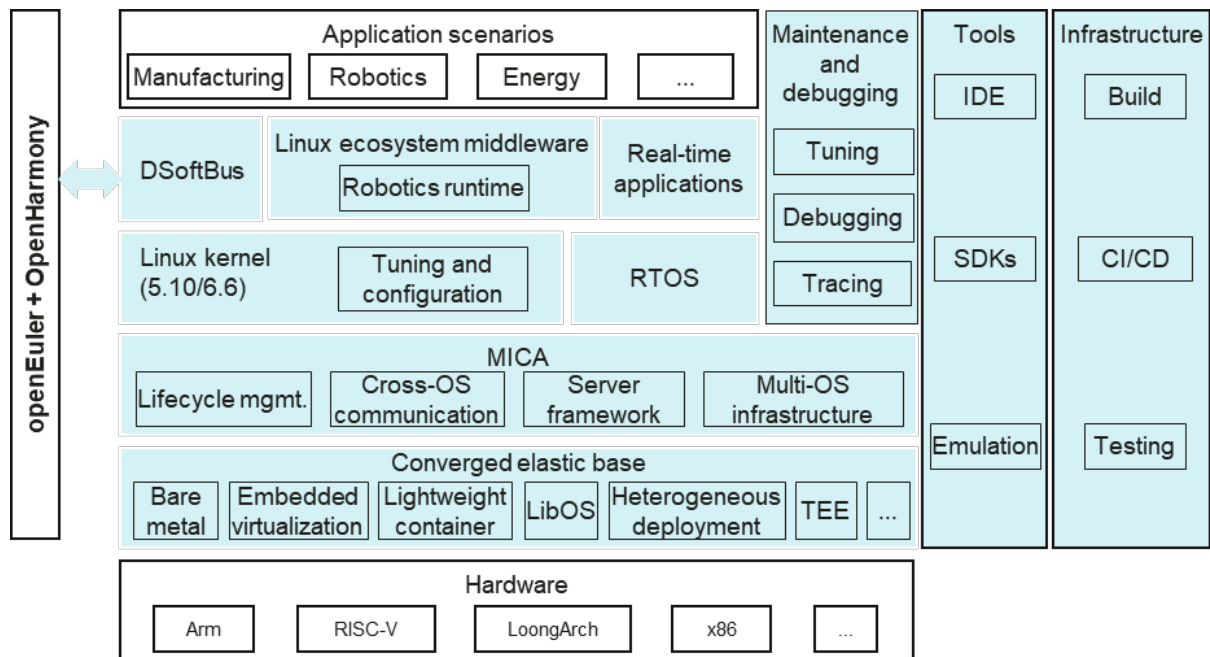 openEuler + OpenHarmony
Application scenarios
Manufacturing
Robotics
Energy
...
DSoftBus
Linux ecosystem middleware
Robotics runtime
Real-time
applications
Linux kernel
(5.10/6.6)
Tuning and
configuration
RTOS
Maintenance
and
debugging
Tuning
Debugging
Tracing
MICA
Lifecycle mgmt.
Cross-OS
communication
Server
framework
Multi-OS
infrastructure
Converged elastic base
Bare
metal
Embedded
virtualization
Lightweight
container
LibOS
Heterogeneous
deployment
TEE
...
Tools
IDE
SDKs
Emulation
Infrastructure
Build
CI/CD
Testing
Hardware
Arm
RISC-V
LoongArch
x86
...